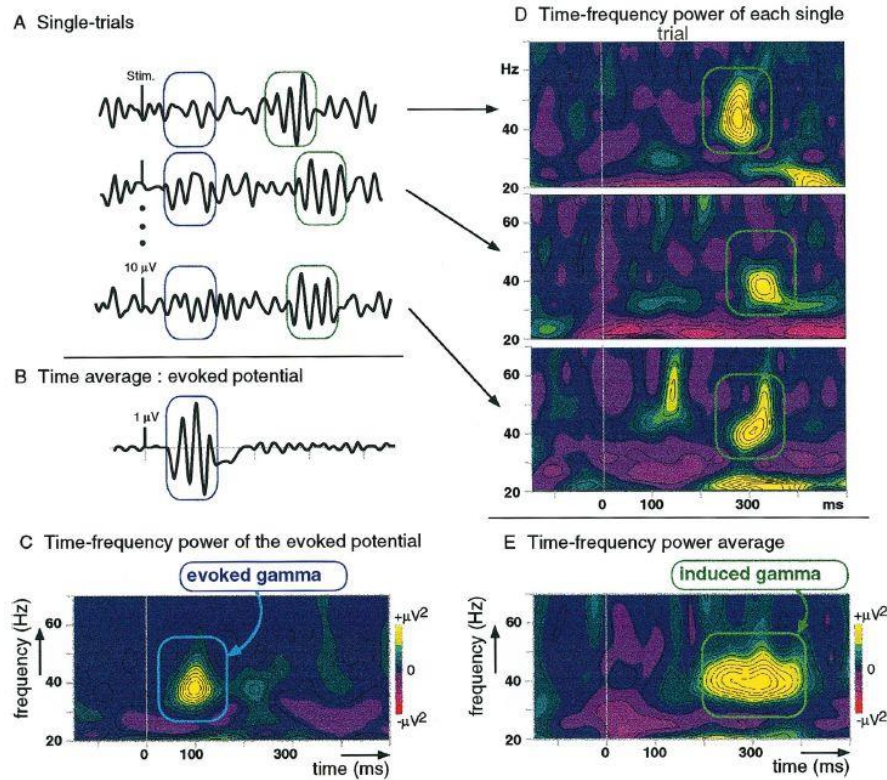 A Single-trials
Stim.
10 µV
B Time average : evoked potential
1 µV
C Time-frequency power of the evoked potential
evoked gamma
frequency (Hz)
60
40
20
0 100 300
time (ms)
+µV²
0
-µV²
D Time-frequency power of each single
trial
Hz
40
20
60
40
20
60
40
20
0 100 300 ms
E Time-frequency power average
induced gamma
frequency (Hz)
60
40
20
0 100 300
time (ms)
+µV²
0
-µV²